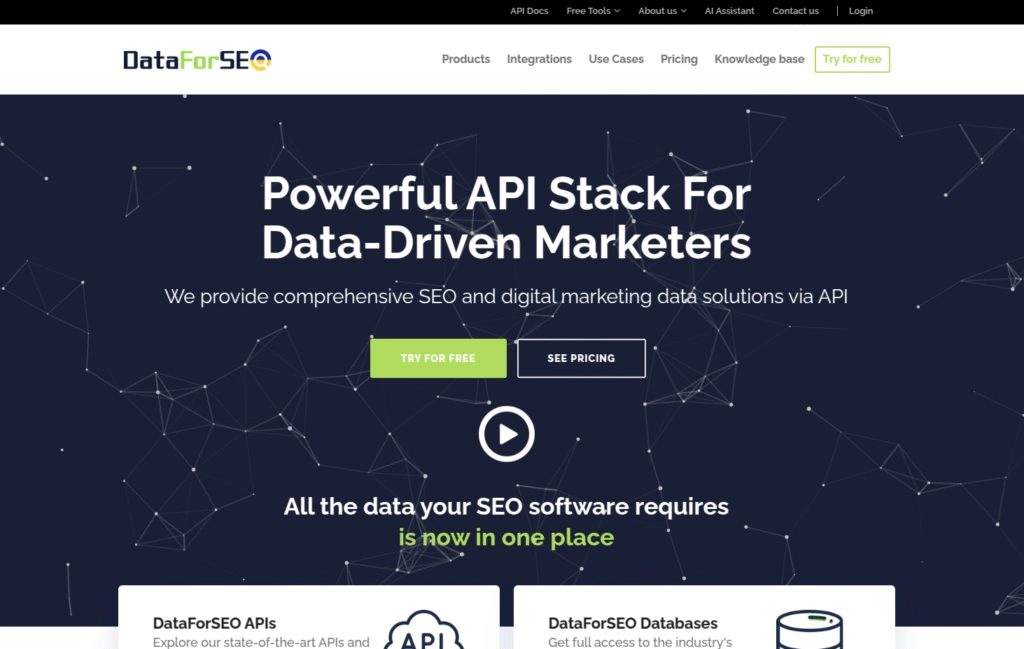 API Docs Free Tools About us AI Assistant Contact us Login
DataForSEO Products Integrations Use Cases Pricing Knowledge base Try for free
Powerful API Stack For
Data-Driven Marketers
We provide comprehensive SEO and digital marketing data solutions via API
TRY FOR FREE SEE PRICING
All the data your SEO software requires
is now in one place
DataForSEO APIs
Explore our state-of-the-art APIs and
API
DataForSEO Databases
Get full access to the industry's